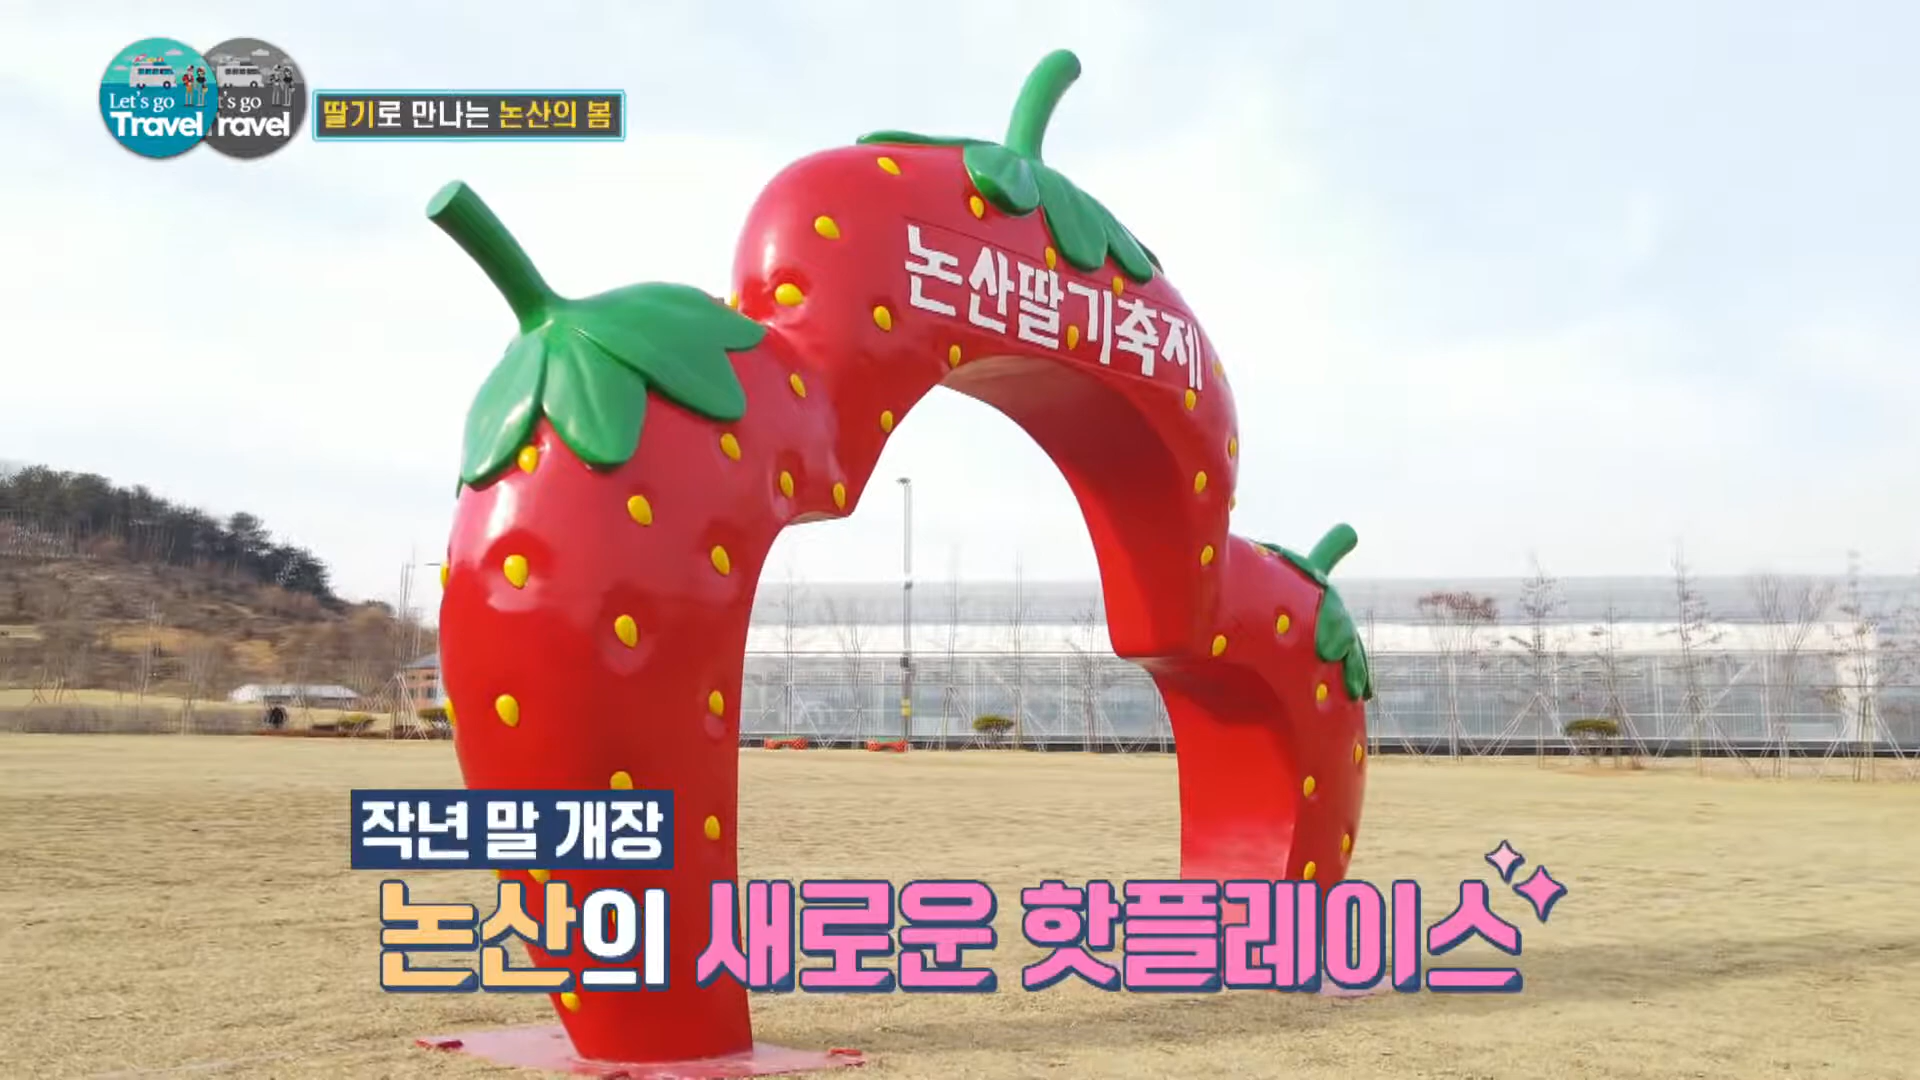 Let's go
Travel
t's go
ravel
딸기로 만나는 논산의 봄
논산딸기축제
작년 말 개장
논산의 새로운 핫플레이스